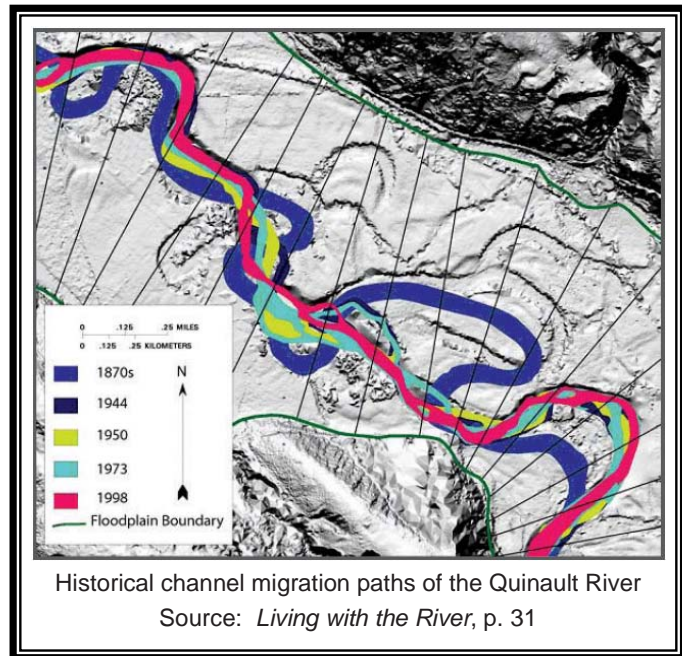 0 .125 .25 MILES
0 .125 .25 KILOMETERS
1870s
N
1944
1950
1973
1998
Floodplain Boundary
Historical channel migration paths of the Quinault River
Source: Living with the River, p. 31